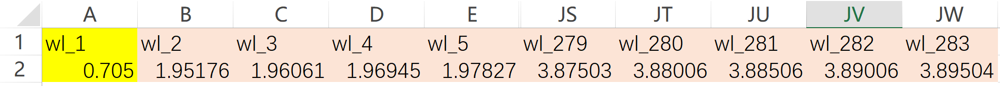 A B C D E JS JT JU JV JW
1 wl_1 wl_2 wl_3 wl_4 wl_5 wl_279 wl_280 wl_281 wl_282 wl_283
2 0.705 1.95176 1.96061 1.96945 1.97827 3.87503 3.88006 3.88506 3.89006 3.89504